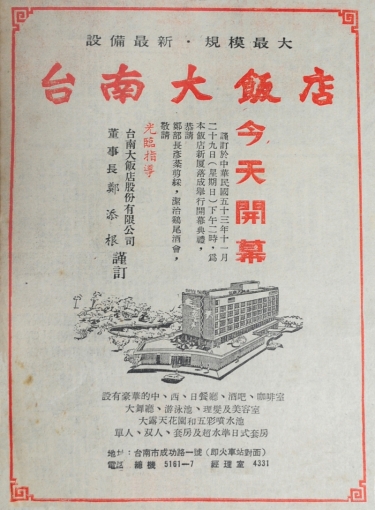 設備最新・規模最大
台南大飯店
今天開幕
謹訂於中華民國五十三年十一月
二十九日（星期日）下午二時，爲
本飯店新厦落成舉行開幕典禮，
恭請
鄭部長彥棻剪綵，潔治鷄尾酒會，
敬請
光臨指導
台南大飯店股份有限公司
董事長鄭添根 謹訂
設有豪華的中、西、日餐廳、酒吧、咖啡室
大舞廳、游泳池、理髮及美容室
大露天花園和五彩噴水池
單人、双人、套房及超水準日式套房
地址：台南市成功路一號（即火車站對面）
電話 總機 5161—7 經理室 4331